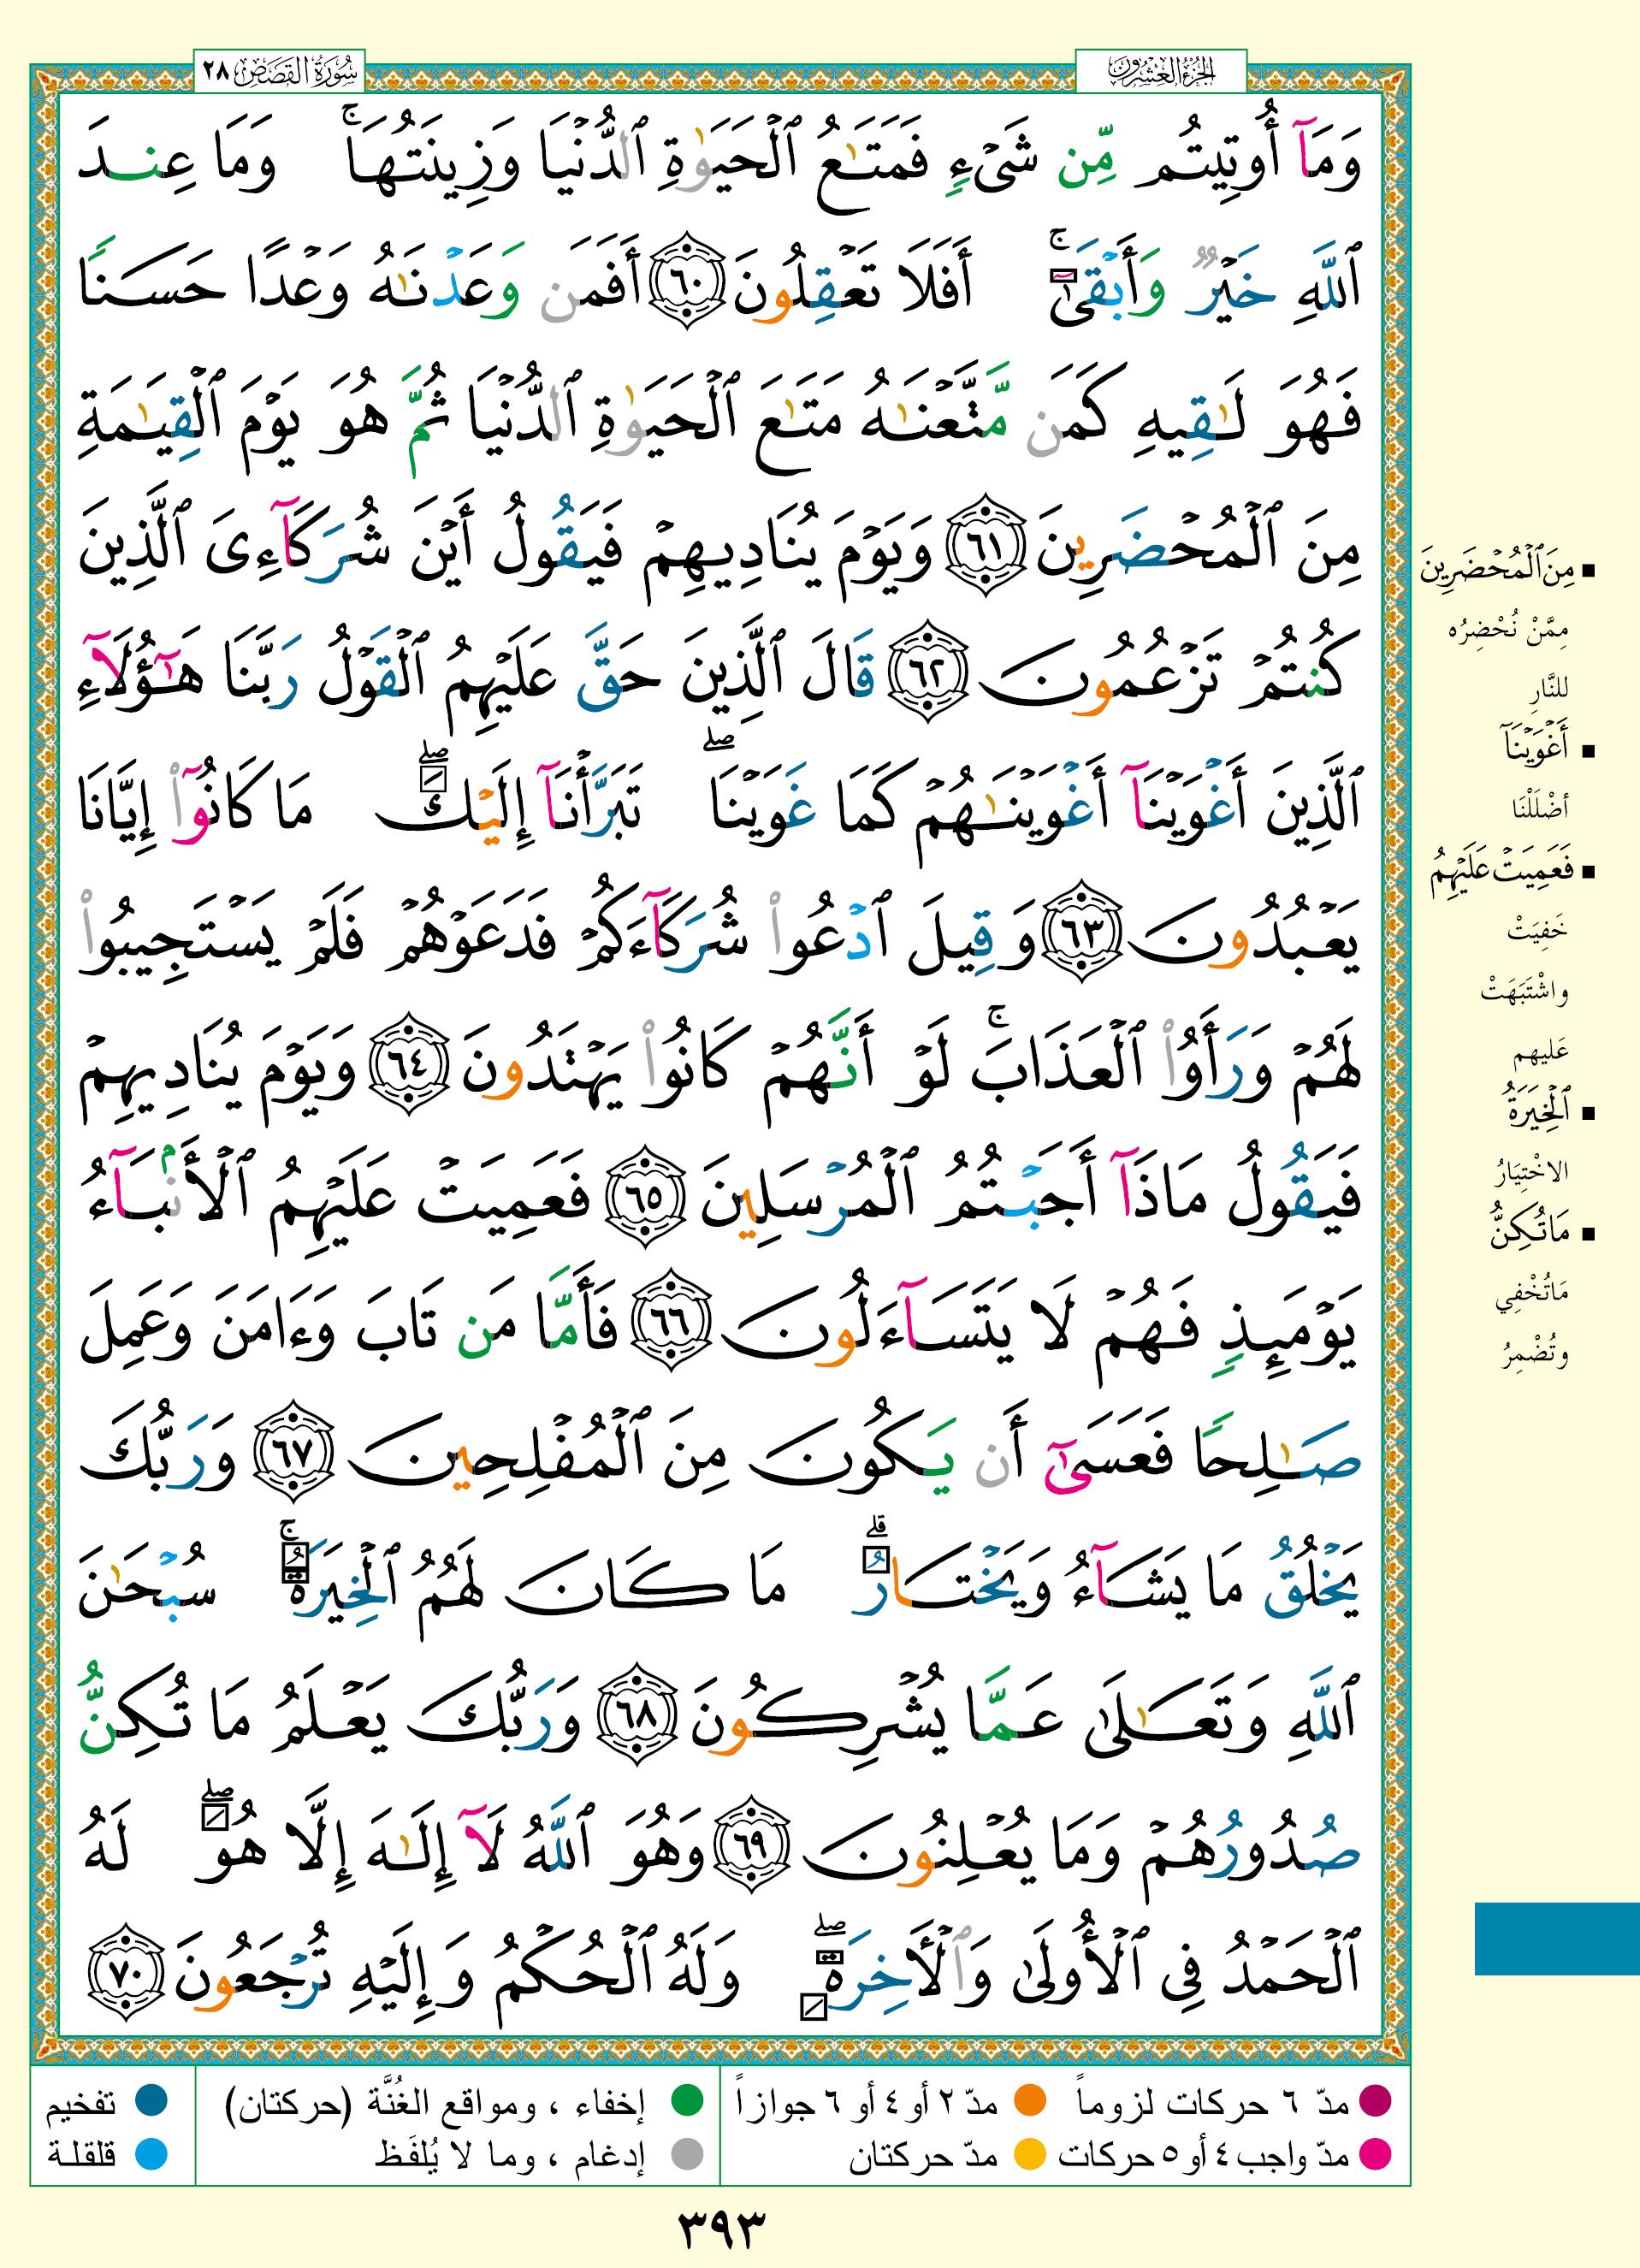 الجزء العشرون
سورة القصص ٢٨
وَمَآ أُوتِيتُم مِّن شَىْءٍ فَمَتَـٰعُ ٱلْحَيَوٰةِ ٱلدُّنْيَا وَزِينَتُهَا ۚ وَمَا عِندَ
ٱللَّهِ خَيْرٌ وَأَبْقَىٰٓ ۚ أَفَلَا تَعْقِلُونَ ٦٠ أَفَمَن وَعَدْنَـٰهُ وَعْدًا حَسَنًا
فَهُوَ لَـٰقِيهِ كَمَن مَّتَّعْنَـٰهُ مَتَـٰعَ ٱلْحَيَوٰةِ ٱلدُّنْيَا ثُمَّ هُوَ يَوْمَ ٱلْقِيَـٰمَةِ
مِنَ ٱلْمُحْضَرِينَ ٦١ وَيَوْمَ يُنَادِيهِمْ فَيَقُولُ أَيْنَ شُرَكَآءِىَ ٱلَّذِينَ
كُنتُمْ تَزْعُمُونَ ٦٢ قَالَ ٱلَّذِينَ حَقَّ عَلَيْهِمُ ٱلْقَوْلُ رَبَّنَا هَـٰٓؤُلَآءِ
ٱلَّذِينَ أَغْوَيْنَآ أَغْوَيْنَـٰهُمْ كَمَا غَوَيْنَا ۖ تَبَرَّأْنَآ إِلَيْكَ ۖ مَا كَانُوٓا۟ إِيَّانَا
يَعْبُدُونَ ٦٣ وَقِيلَ ٱدْعُوا۟ شُرَكَآءَكُمْ فَدَعَوْهُمْ فَلَمْ يَسْتَجِيبُوا۟
لَهُمْ وَرَأَوُا۟ ٱلْعَذَابَ ۚ لَوْ أَنَّهُمْ كَانُوا۟ يَهْتَدُونَ ٦٤ وَيَوْمَ يُنَادِيهِمْ
فَيَقُولُ مَاذَآ أَجَبْتُمُ ٱلْمُرْسَلِينَ ٦٥ فَعَمِيَتْ عَلَيْهِمُ ٱلْأَنۢبَآءُ
يَوْمَئِذٍ فَهُمْ لَا يَتَسَآءَلُونَ ٦٦ فَأَمَّا مَن تَابَ وَءَامَنَ وَعَمِلَ
صَـٰلِحًا فَعَسَىٰٓ أَن يَكُونَ مِنَ ٱلْمُفْلِحِينَ ٦٧ وَرَبُّكَ
يَخْلُقُ مَا يَشَآءُ وَيَخْتَارُ ۗ مَا كَانَ لَهُمُ ٱلْخِيَرَةُ ۚ سُبْحَـٰنَ
ٱللَّهِ وَتَعَـٰلَىٰ عَمَّا يُشْرِكُونَ ٦٨ وَرَبُّكَ يَعْلَمُ مَا تُكِنُّ
صُدُورُهُمْ وَمَا يُعْلِنُونَ ٦٩ وَهُوَ ٱللَّهُ لَآ إِلَـٰهَ إِلَّا هُوَ ۖ لَهُ
ٱلْحَمْدُ فِى ٱلْأُولَىٰ وَٱلْأَخِرَةِ ۖ وَلَهُ ٱلْحُكْمُ وَإِلَيْهِ تُرْجَعُونَ ٧٠
▪ مِنَ ٱلْمُحْضَرِينَ
مِمَّنْ نُحْضِرُه
للنَّارِ
▪ أَغْوَيْنَآ
أضْلَلْنَا
▪ فَعَمِيَتْ عَلَيْهِمُ
خَفِيَتْ
واشْتَبَهَتْ
عَليهم
▪ ٱلْخِيَرَةُ
الاخْتِيَارُ
▪ مَا تُكِنُّ
مَا تُخْفِي
وتُضْمِرُ
مدّ ٦ حركات لزوماً
مدّ ٢ أو ٤ أو ٦ جوازاً
إخفاء ، ومواقع الغُنَّة (حركتان)
تفخيم
مدّ واجب ٤ أو ٥ حركات
مدّ حركتان
إدغام ، وما لا يُلفَظ
قلقلة
٣٩٣